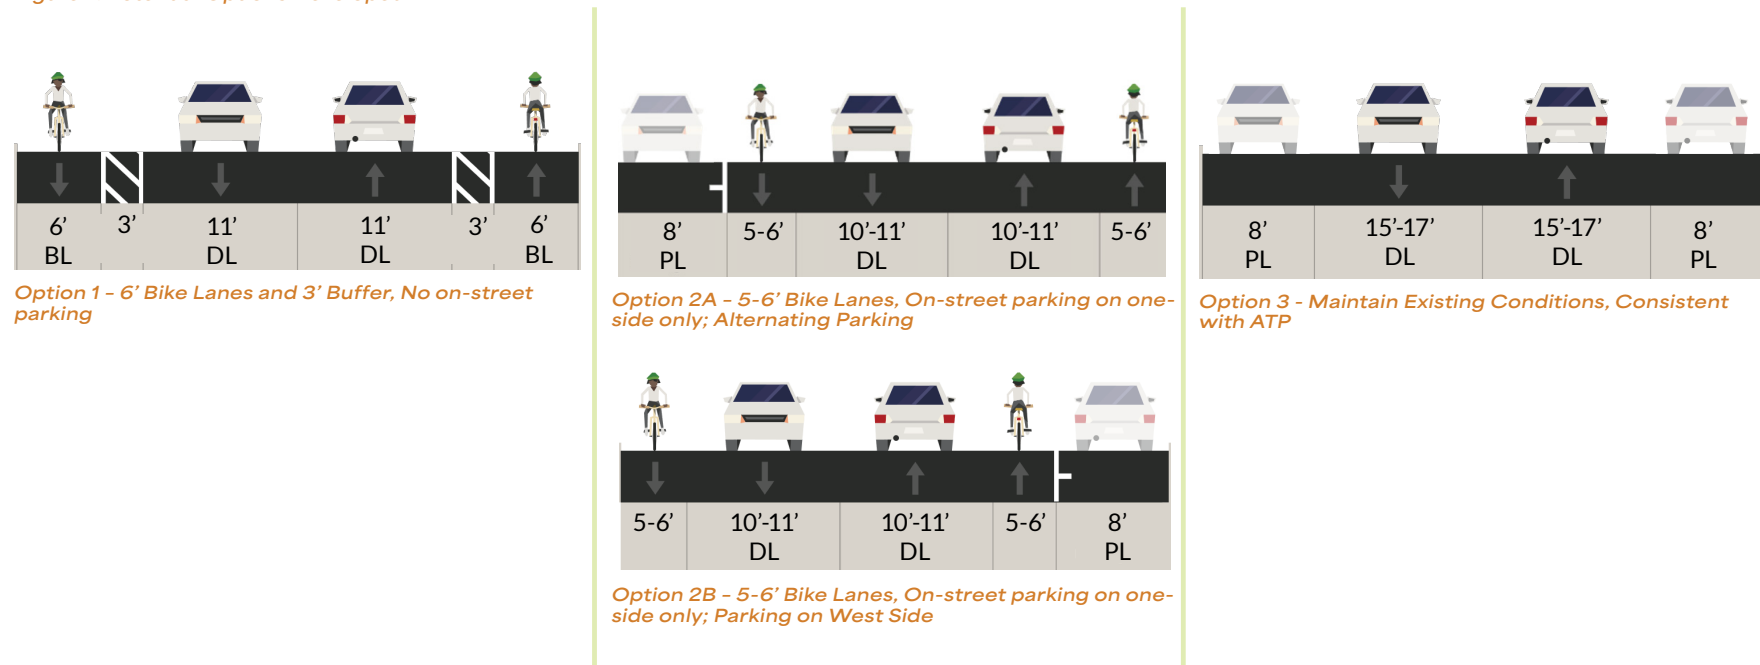 6’ 3’ 11’ 11’ 3’ 6’
BL DL DL BL
Option 1 – 6’ Bike Lanes and 3’ Buffer, No on-street
parking
8’ 5-6’ 10’-11’ 10’-11’ 5-6’
PL DL DL
Option 2A – 5-6’ Bike Lanes, On-street parking on one-
side only; Alternating Parking
5-6’ 10’-11’ 10’-11’ 5-6’ 8’
DL DL PL
Option 2B – 5-6’ Bike Lanes, On-street parking on one-
side only; Parking on West Side
8’ 15’-17’ 15’-17’ 8’
PL DL DL PL
Option 3 - Maintain Existing Conditions, Consistent
with ATP